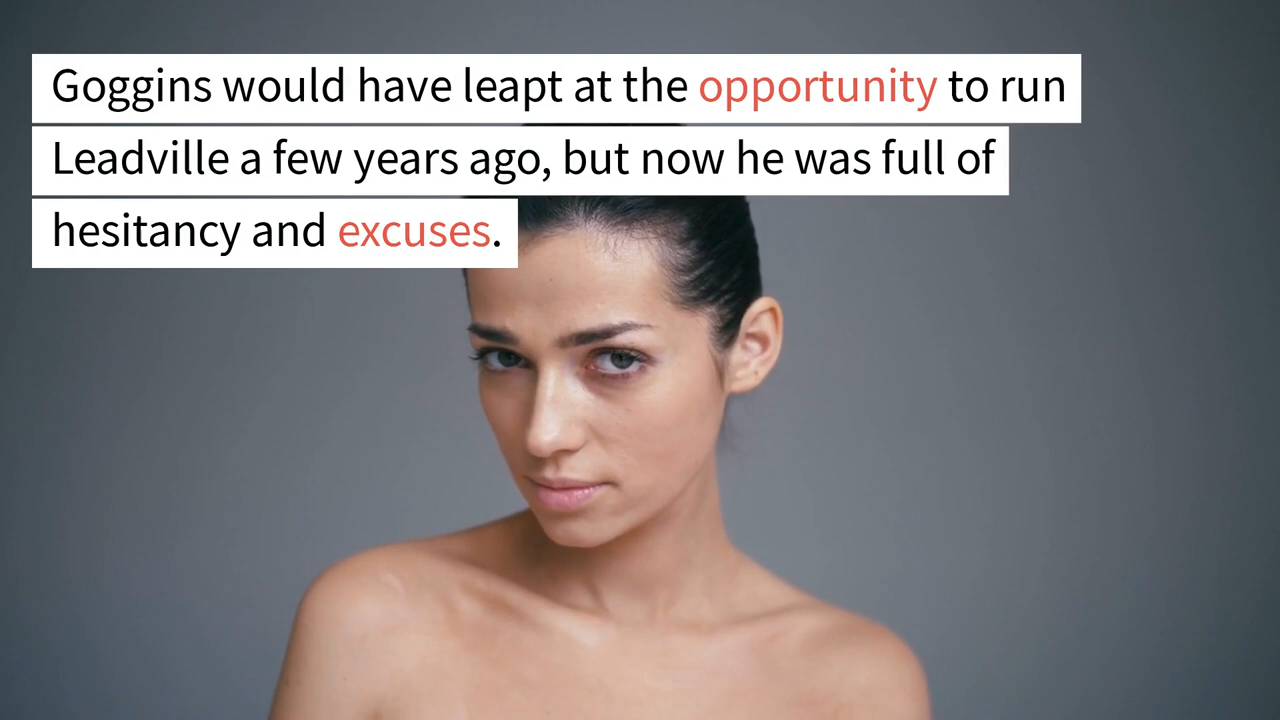 Goggins would have leapt at the opportunity to run
Leadville a few years ago, but now he was full of
hesitancy and excuses.